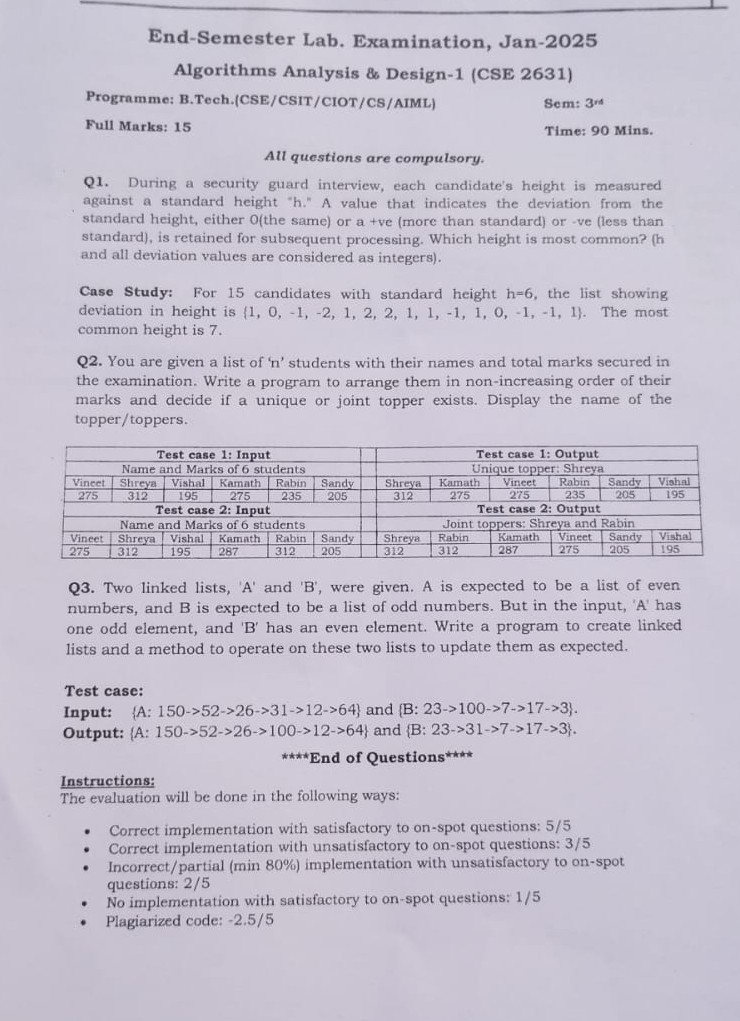 End-Semester Lab. Examination, Jan-2025
Algorithms Analysis & Design-1 (CSE 2631)
Programme: B.Tech.(CSE/CSIT/CIOT/CS/AIML)
Sem: 3rd
Full Marks: 15
Time: 90 Mins.
All questions are compulsory.
Q1. During a security guard interview, each candidate's height is measured
against a standard height "h." A value that indicates the deviation from the
standard height, either 0(the same) or a +ve (more than standard) or -ve (less than
standard), is retained for subsequent processing. Which height is most common? (h
and all deviation values are considered as integers).
Case Study: For 15 candidates with standard height h=6, the list showing
deviation in height is {1, 0, -1, -2, 1, 2, 2, 1, 1, -1, 1, 0, -1, -1, 1}. The most
common height is 7.
Q2. You are given a list of 'n' students with their names and total marks secured in
the examination. Write a program to arrange them in non-increasing order of their
marks and decide if a unique or joint topper exists. Display the name of the
topper/toppers.
Test case 1: Input Test case 1: Output
Name and Marks of 6 students Unique topper: Shreya
Vineet Shreya Vishal Kamath Rabin Sandy Shreya Kamath Vineet Rabin Sandy Vishal
275 312 195 275 235 205 312 275 275 235 205 195
Test case 2: Input Test case 2: Output
Name and Marks of 6 students Joint toppers: Shreya and Rabin
Vineet Shreya Vishal Kamath Rabin Sandy Shreya Rabin Kamath Vineet Sandy Vishal
275 312 195 287 312 205 312 312 287 275 205 195
Q3. Two linked lists, 'A' and 'B', were given. A is expected to be a list of even
numbers, and B is expected to be a list of odd numbers. But in the input, 'A' has
one odd element, and 'B' has an even element. Write a program to create linked
lists and a method to operate on these two lists to update them as expected.
Test case:
Input: {A: 150->52->26->31->12->64} and {B: 23->100->7->17->3}.
Output: {A: 150->52->26->100->12->64} and {B: 23->31->7->17->3}.
****End of Questions****
Instructions:
The evaluation will be done in the following ways:
• Correct implementation with satisfactory to on-spot questions: 5/5
• Correct implementation with unsatisfactory to on-spot questions: 3/5
• Incorrect/partial (min 80%) implementation with unsatisfactory to on-spot
questions: 2/5
• No implementation with satisfactory to on-spot questions: 1/5
• Plagiarized code: -2.5/5